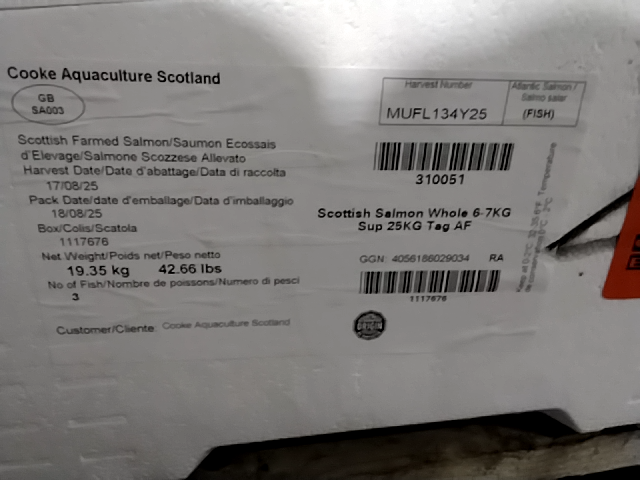 Cooke Aquaculture Scotland
GB
SA003
Scottish Farmed Salmon/Saumon Ecossais
d'Elevage/Salmone Scozzese Allevato
Harvest Date/Date d'abattage/Data di raccolta
17/08/25
Pack Date/date d'emballage/Data d'imballaggio
18/08/25
Box/Colis/Scatola
1117676
Net Weight/Poids net/Peso netto
19.35 kg 42.66 lbs
No of Fish/Nombre de poissons/Numero di pesci
3
Customer/Cliente: Cooke Aquaculture Scotland
Harvest Number
MUFL134Y25
Atlantic Salmon /
Salmo salar
(FISH)
310051
Scottish Salmon Whole 6-7KG
Sup 25KG Tag AF
GGN: 4056186029034 RA
1117676
ORIGIN